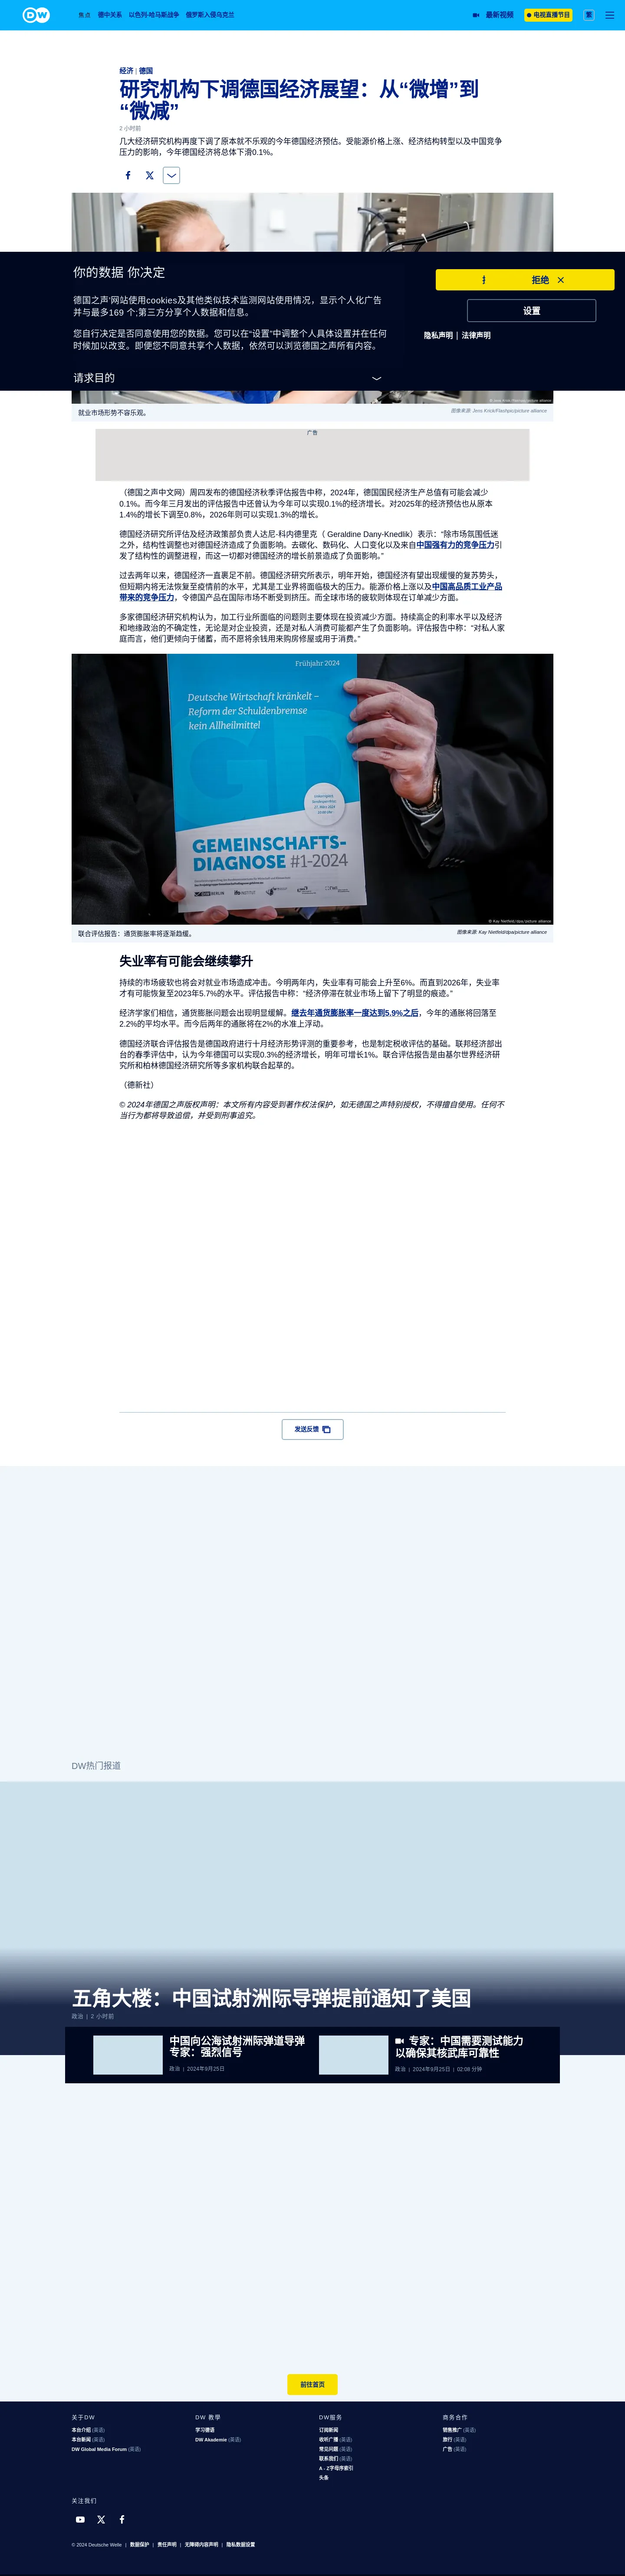 DW
焦点
德中关系
以色列-哈马斯战争
俄罗斯入侵乌克兰
最新视频
电视直播节目
繁
经济 | 德国
研究机构下调德国经济展望：从“微增”到
“微减”
2 小时前
几大经济研究机构再度下调了原本就不乐观的今年德国经济预估。受能源价格上涨、经济结构转型以及中国竞争
压力的影响，今年德国经济将总体下滑0.1%。
你的数据 你决定
德国之声'网站使用cookies及其他类似技术监测网站使用情况，显示个人化广告
并与最多169 个;第三方分享个人数据和信息。
您自行决定是否同意使用您的数据。您可以在“设置”中调整个人具体设置并在任何
时候加以改变。即便您不同意共享个人数据，依然可以浏览德国之声所有内容。
请求目的
拒绝
设置
隐私声明 | 法律声明
© Jens Krick/Flashpic/picture alliance
就业市场形势不容乐观。
图像来源: Jens Krick/Flashpic/picture alliance
广告
（德国之声中文网）周四发布的德国经济秋季评估报告中称，2024年，德国国民经济生产总值有可能会减少
0.1%。而今年三月发出的评估报告中还曾认为今年可以实现0.1%的经济增长。对2025年的经济预估也从原本
1.4%的增长下调至0.8%，2026年则可以实现1.3%的增长。
德国经济研究所评估及经济政策部负责人达尼-科内德里克（ Geraldine Dany-Knedlik）表示：“除市场氛围低迷
之外，结构性调整也对德国经济造成了负面影响。去碳化、数码化、人口变化以及来自中国强有力的竞争压力引
发了结构性的调整进程，而这一切都对德国经济的增长前景造成了负面影响。”
过去两年以来，德国经济一直裹足不前。德国经济研究所表示，明年开始，德国经济有望出现缓慢的复苏势头，
但短期内将无法恢复至疫情前的水平，尤其是工业界将面临极大的压力。能源价格上涨以及中国高品质工业产品
带来的竞争压力，令德国产品在国际市场不断受到挤压。而全球市场的疲软则体现在订单减少方面。
多家德国经济研究机构认为，加工行业所面临的问题则主要体现在投资减少方面。持续高企的利率水平以及经济
和地缘政治的不确定性，无论是对企业投资，还是对私人消费可能都产生了负面影响。评估报告中称：“对私人家
庭而言，他们更倾向于储蓄，而不愿将余钱用来购房修屋或用于消费。”
Frühjahr 2024
Deutsche Wirtschaft kränkelt –
Reform der Schuldenbremse
kein Allheilmittel
GEMEINSCHAFTS-
DIAGNOSE #1-2024
© Kay Nietfeld/dpa/picture alliance
联合评估报告：通货膨胀率将逐渐趋缓。
图像来源: Kay Nietfeld/dpa/picture alliance
失业率有可能会继续攀升
持续的市场疲软也将会对就业市场造成冲击。今明两年内，失业率有可能会上升至6%。而直到2026年，失业率
才有可能恢复至2023年5.7%的水平。评估报告中称：“经济停滞在就业市场上留下了明显的痕迹。”
经济学家们相信，通货膨胀问题会出现明显缓解。继去年通货膨胀率一度达到5.9%之后，今年的通胀将回落至
2.2%的平均水平。而今后两年的通胀将在2%的水准上浮动。
德国经济联合评估报告是德国政府进行十月经济形势评测的重要参考，也是制定税收评估的基础。联邦经济部出
台的春季评估中，认为今年德国可以实现0.3%的经济增长，明年可增长1%。联合评估报告是由基尔世界经济研
究所和柏林德国经济研究所等多家机构联合起草的。
（德新社）
© 2024年德国之声版权声明：本文所有内容受到著作权法保护，如无德国之声特别授权，不得擅自使用。任何不
当行为都将导致追偿，并受到刑事追究。
发送反馈
DW热门报道
五角大楼：中国试射洲际导弹提前通知了美国
政治 | 2 小时前
中国向公海试射洲际弹道导弹
专家：强烈信号
政治 | 2024年9月25日
专家：中国需要测试能力
以确保其核武库可靠性
政治 | 2024年9月25日 | 02:08 分钟
前往首页
关于DW
本台介绍 (英语)
本台新闻 (英语)
DW Global Media Forum (英语)
DW 教学
学习德语
DW Akademie (英语)
DW服务
订阅新闻
收听广播 (英语)
常见问题 (英语)
联系我们 (英语)
A - Z字母序索引
头条
商务合作
销售推广 (英语)
旅行 (英语)
广告 (英语)
关注我们
© 2024 Deutsche Welle | 数据保护 | 责任声明 | 无障碍内容声明 | 隐私数据设置